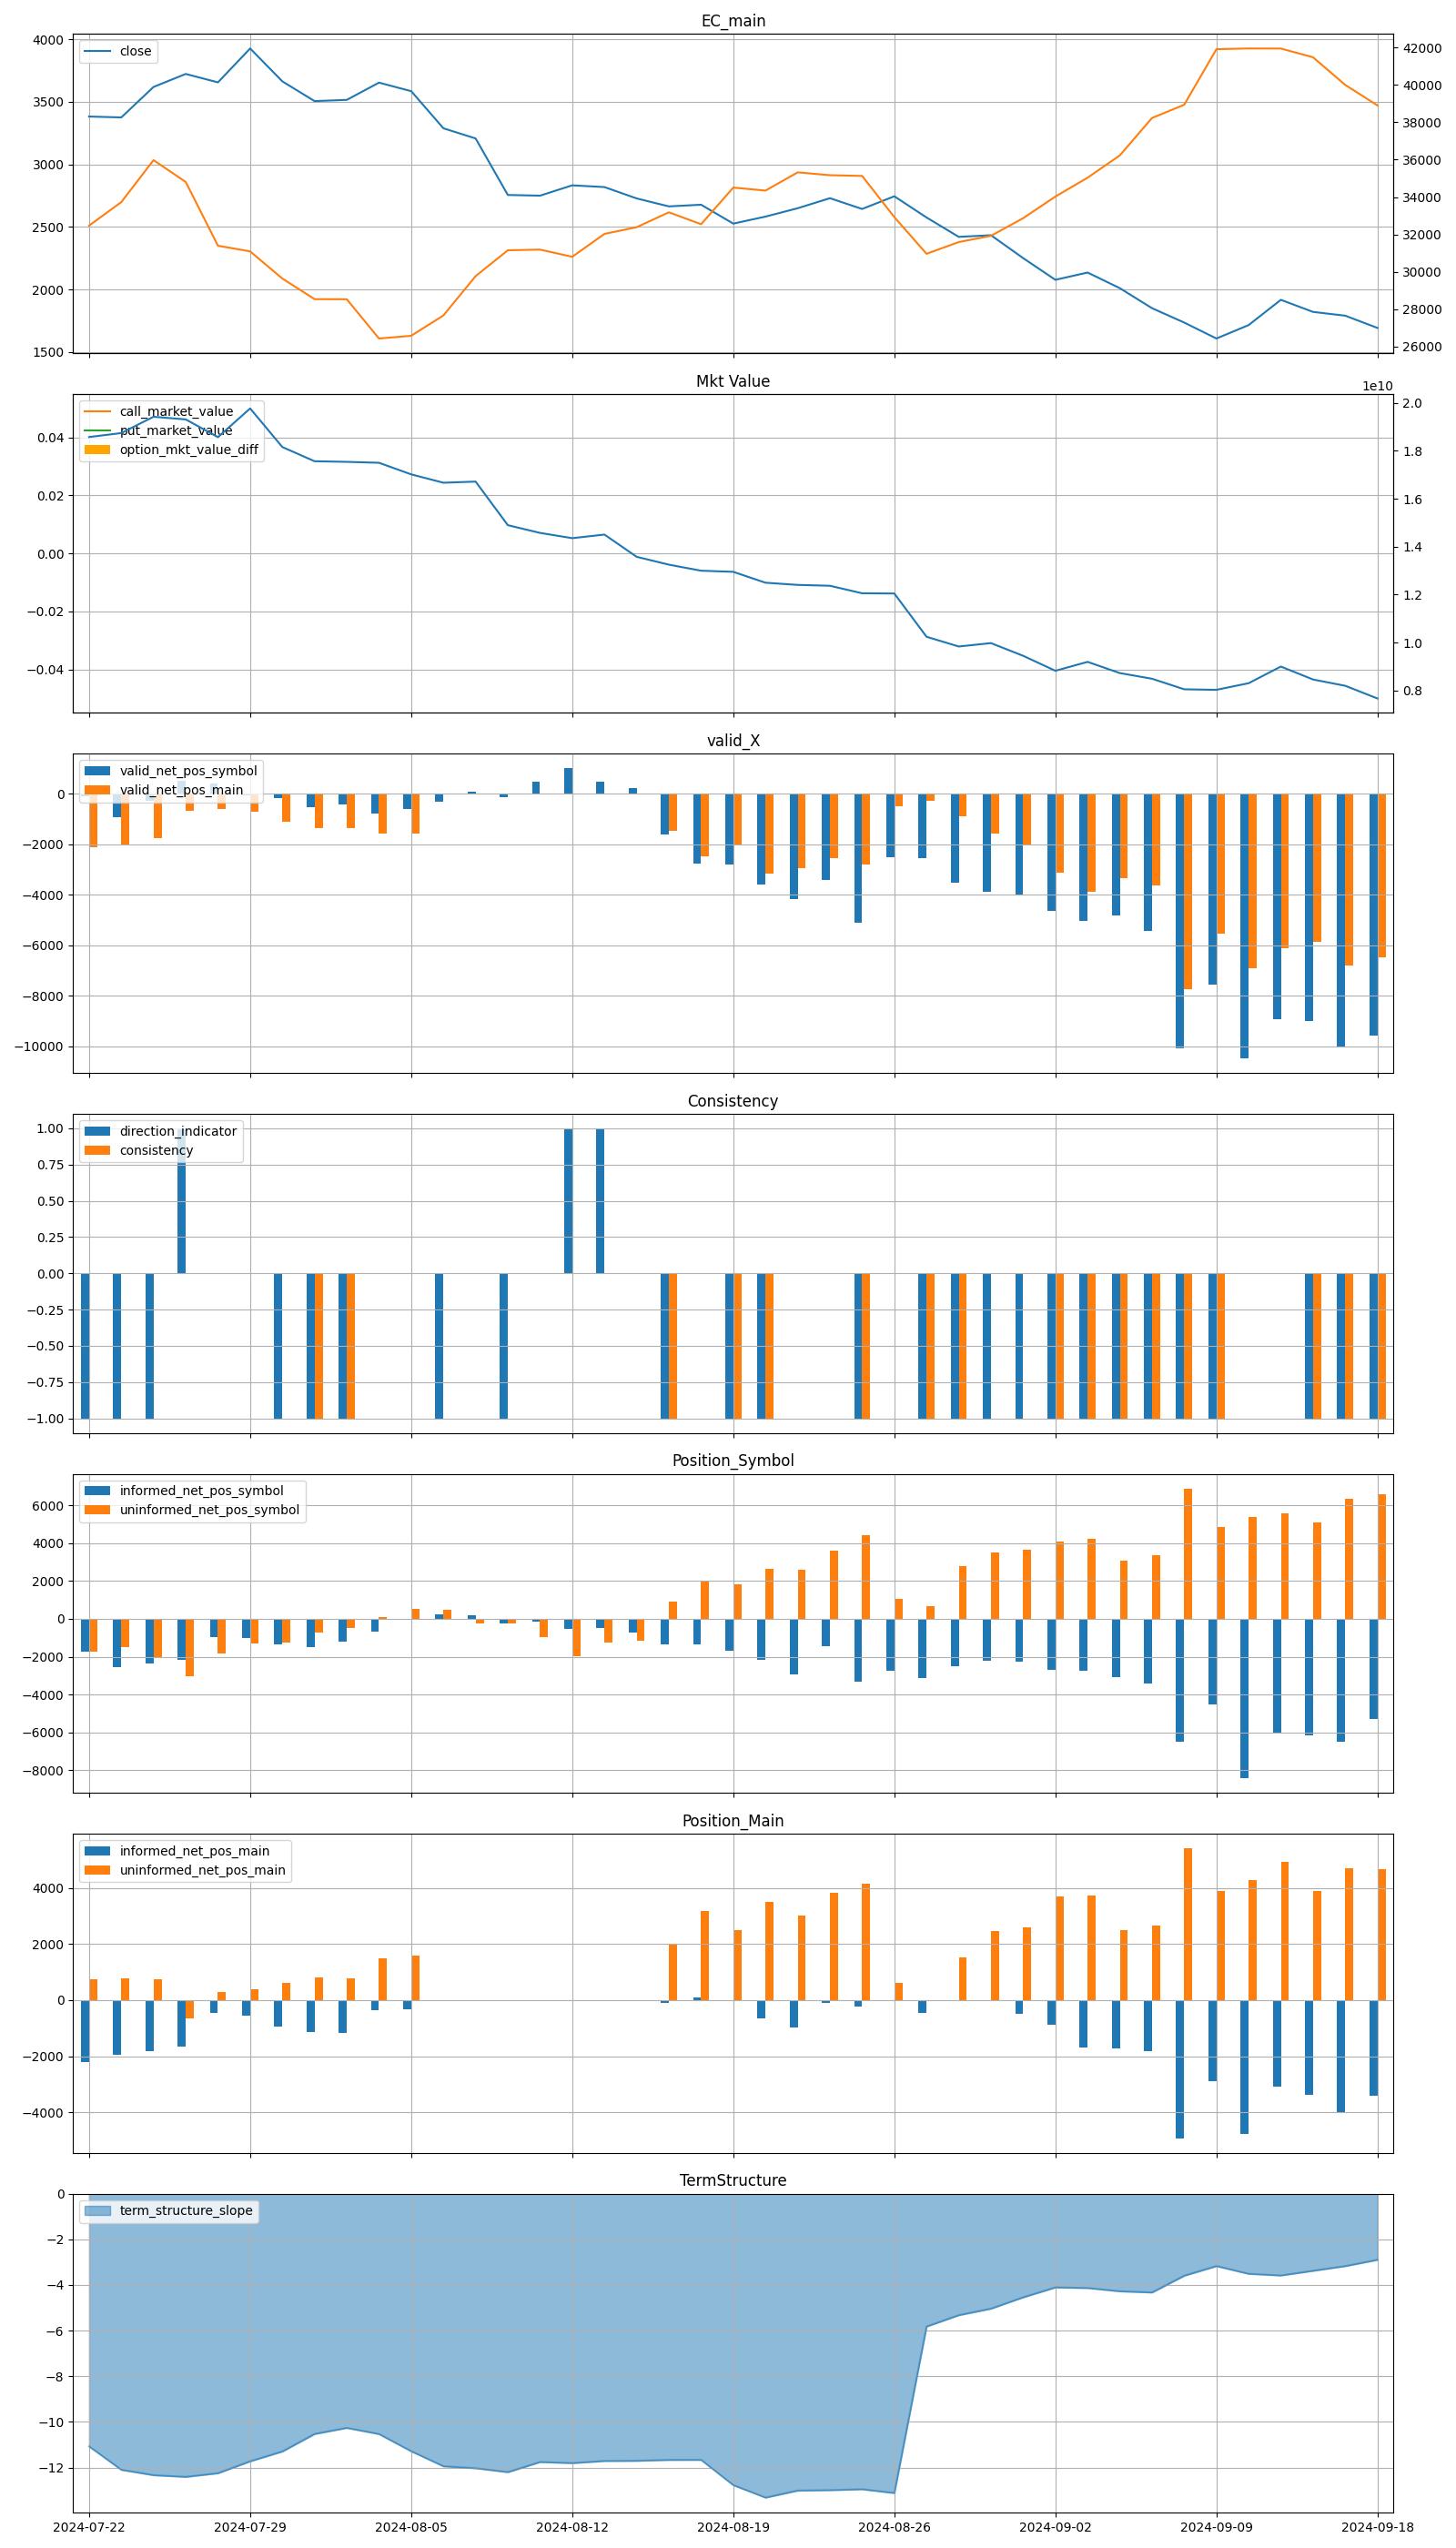 EC_main
close
4000
3500
3000
2500
2000
1500
42000
40000
38000
36000
34000
32000
30000
28000
26000
Mkt Value
1e10
call_market_value
put_market_value
option_mkt_value_diff
0.04
0.02
0.00
−0.02
−0.04
2.0
1.8
1.6
1.4
1.2
1.0
0.8
valid_X
valid_net_pos_symbol
valid_net_pos_main
0
−2000
−4000
−6000
−8000
−10000
Consistency
direction_indicator
consistency
1.00
0.75
0.50
0.25
0.00
−0.25
−0.50
−0.75
−1.00
Position_Symbol
informed_net_pos_symbol
uninformed_net_pos_symbol
6000
4000
2000
0
−2000
−4000
−6000
−8000
Position_Main
informed_net_pos_main
uninformed_net_pos_main
4000
2000
0
−2000
−4000
TermStructure
term_structure_slope
0
−2
−4
−6
−8
−10
−12
2024-07-22 2024-07-29 2024-08-05 2024-08-12 2024-08-19 2024-08-26 2024-09-02 2024-09-09 2024-09-18